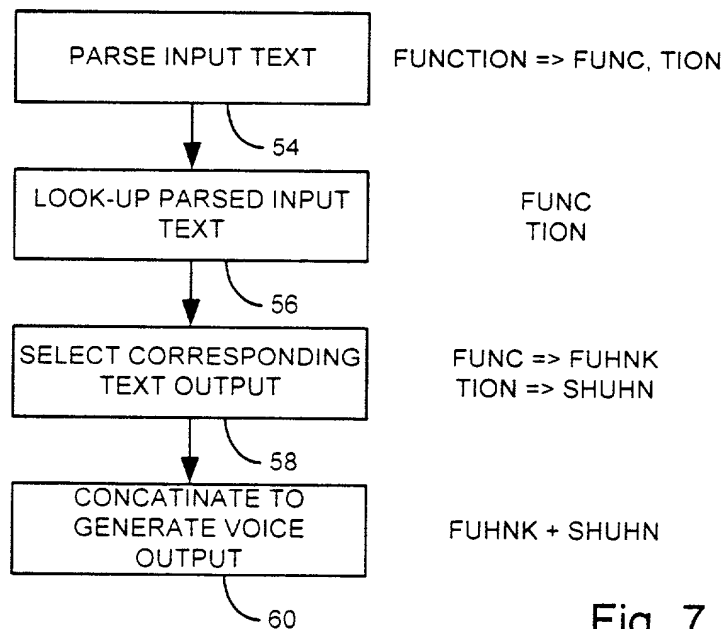 PARSE INPUT TEXT
FUNCTION => FUNC, TION
54
LOOK-UP PARSED INPUT
TEXT
FUNC
TION
56
SELECT CORRESPONDING
TEXT OUTPUT
FUNC => FUHNK
TION => SHUHN
58
CONCATINATE TO
GENERATE VOICE
OUTPUT
FUHNK + SHUHN
60
Fig. 7